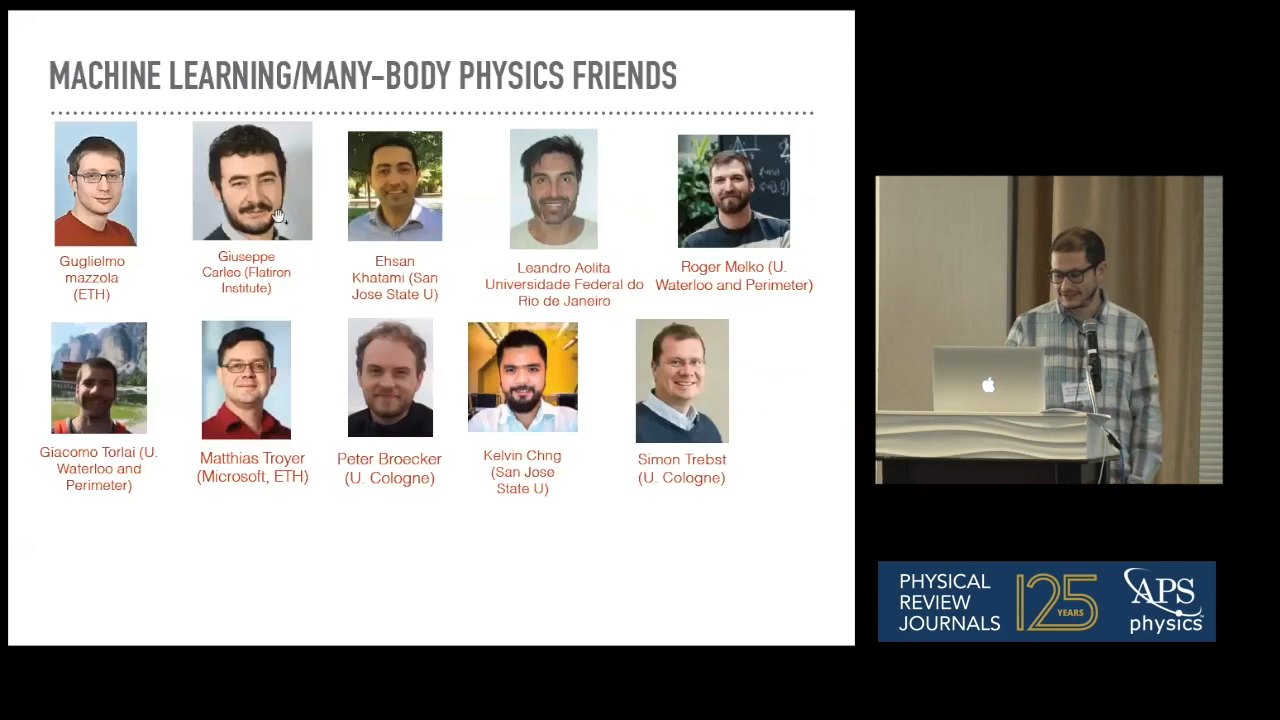 MACHINE LEARNING/MANY-BODY PHYSICS FRIENDS
Guglielmo
mazzola
(ETH)
Giuseppe
Carleo (Flatiron
Institute)
Ehsan
Khatami (San
Jose State U)
Leandro Aolita
Universidade Federal do
Rio de Janeiro
Roger Melko (U.
Waterloo and Perimeter)
Giacomo Torlai (U.
Waterloo and
Perimeter)
Matthias Troyer
(Microsoft, ETH)
Peter Broecker
(U. Cologne)
Kelvin Chng
(San Jose
State U)
Simon Trebst
(U. Cologne)
PHYSICAL
REVIEW
JOURNALS
125
YEARS
APS
physics